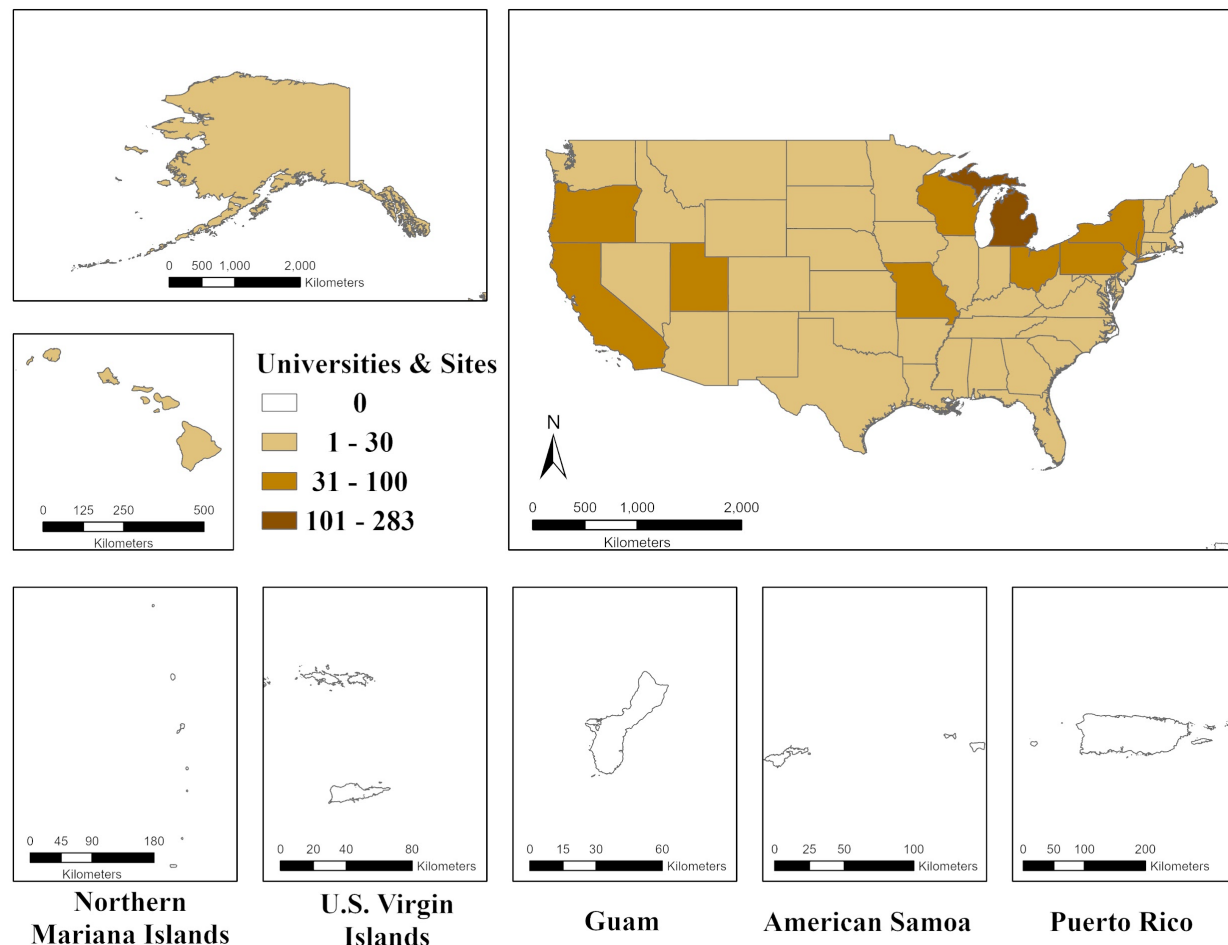 0 500 1,000 2,000
Kilometers
0 125 250 500
Kilometers
Universities & Sites
0
1 - 30
31 - 100
101 - 283
N
0 500 1,000 2,000
Kilometers
0 45 90 180
Kilometers
Northern
Mariana Islands
0 20 40 80
Kilometers
U.S. Virgin
Islands
0 15 30 60
Kilometers
Guam
0 25 50 100
Kilometers
American Samoa
0 50 100 200
Kilometers
Puerto Rico